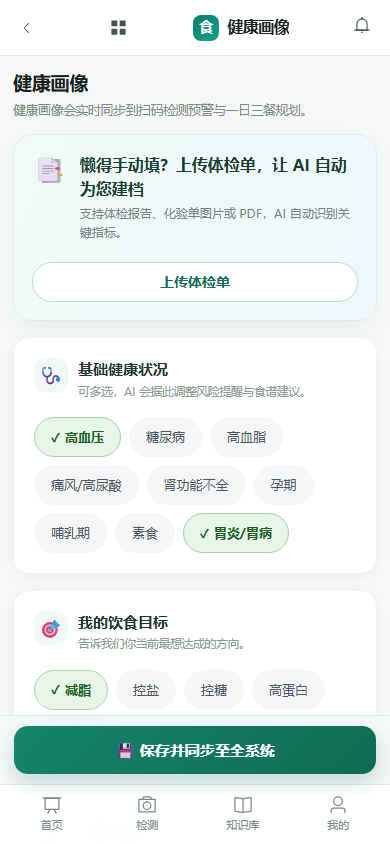 食 健康画像
健康画像
健康画像会实时同步到扫码检测预警与一日三餐规划。
懒得手动填？上传体检单，让 AI 自动
为您建档
支持体检报告、化验单图片或 PDF，AI 自动识别关
键指标。
上传体检单
基础健康状况
可多选，AI 会据此调整风险提醒与食谱建议。
✓ 高血压 糖尿病 高血脂
痛风/高尿酸 肾功能不全 孕期
哺乳期 素食 ✓ 胃炎/胃病
我的饮食目标
告诉我们你当前最想达成的方向。
✓ 减脂 控盐 控糖 高蛋白
保存并同步至全系统
首页 检测 知识库 我的